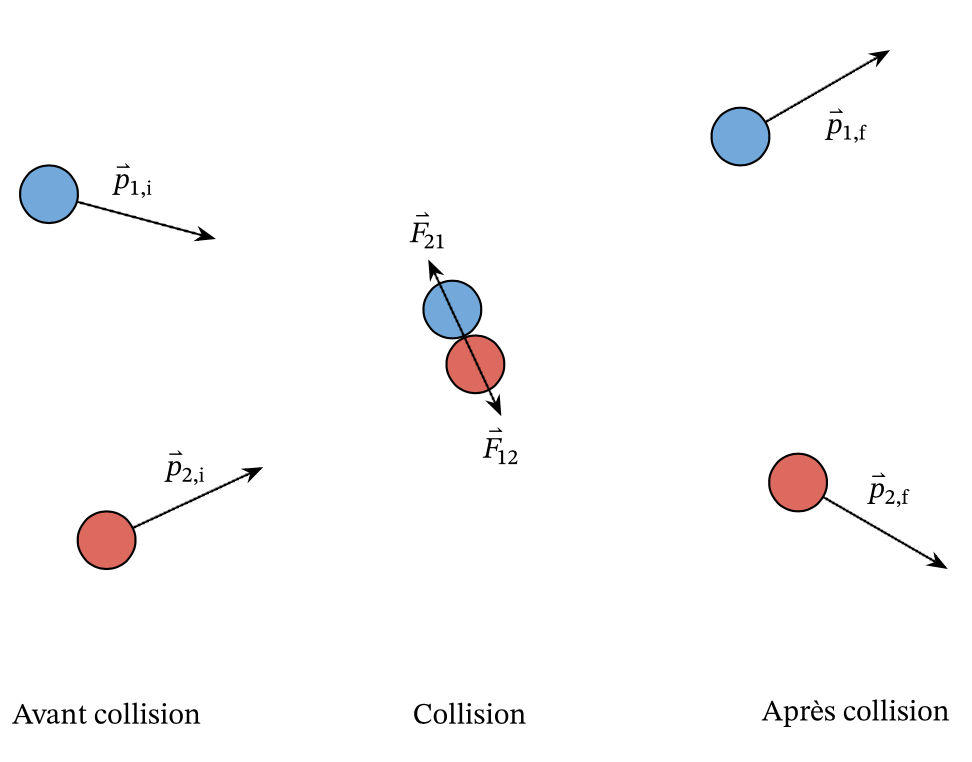 p⃗1,i
p⃗2,i
Avant collision
F⃗21
F⃗12
Collision
p⃗1,f
p⃗2,f
Après collision